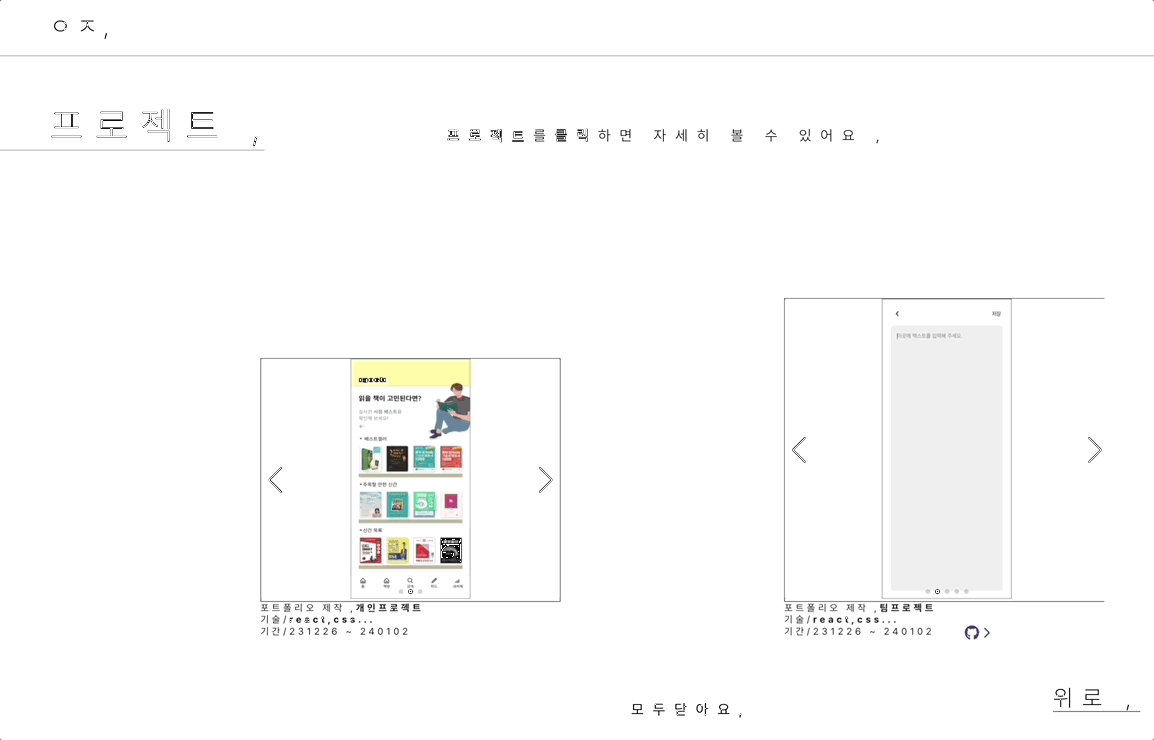 ㅇㅈ,
프로젝트 ,
프로젝트를클릭하면 자세히 볼 수 있어요 ,
읽을 책이 고민된다면?
실시간 서점 베스트로
확인해 보세요!
• 베스트셀러
• 주목할 만한 신간
• 신간 목록
홈
검색
포트폴리오 제작 ,개인프로젝트
기술/react,css...
기간/231226 ~ 240102
저장
이곳에 텍스트를 입력해 주세요.
포트폴리오 제작 ,팀프로젝트
기술/react,css...
기간/231226 ~ 240102
모두닫아요,
위로 ,